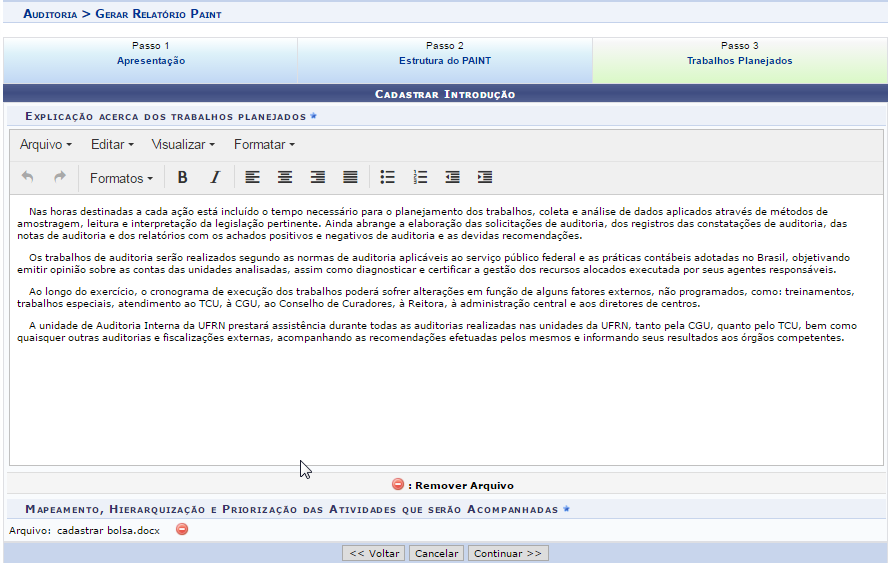 Auditoria > Gerar Relatório Paint
Passo 1
Apresentação
Passo 2
Estrutura do PAINT
Passo 3
Trabalhos Planejados
Cadastrar Introdução
Explicação acerca dos trabalhos planejados
Arquivo Editar Visualizar Formatar
Formatos B I
Nas horas destinadas a cada ação está incluído o tempo necessário para o planejamento dos trabalhos, coleta e análise de dados aplicados através de métodos de
amostragem, leitura e interpretação da legislação pertinente. Ainda abrange a elaboração das solicitações de auditoria, dos registros das constatações de auditoria, das
notas de auditoria e dos relatórios com os achados positivos e negativos de auditoria e as devidas recomendações.
Os trabalhos de auditoria serão realizados segundo as normas de auditoria aplicáveis ao serviço público federal e as práticas contábeis adotadas no Brasil, objetivando
emitir opinião sobre as contas das unidades analisadas, assim como diagnosticar e certificar a gestão dos recursos alocados executada por seus agentes responsáveis.
Ao longo do exercício, o cronograma de execução dos trabalhos poderá sofrer alterações em função de alguns fatores externos, não programados, como: treinamentos,
trabalhos especiais, atendimento ao TCU, à CGU, ao Conselho de Curadores, à Reitora, à administração central e aos diretores de centros.
A unidade de Auditoria Interna da UFRN prestará assistência durante todas as auditorias realizadas nas unidades da UFRN, tanto pela CGU, quanto pelo TCU, bem como
quaisquer outras auditorias e fiscalizações externas, acompanhando as recomendações efetuadas pelos mesmos e informando seus resultados aos órgãos competentes.
: Remover Arquivo
Mapeamento, Hierarquização e Priorização das Atividades que serão Acompanhadas
Arquivo: cadastrar bolsa.docx
<< Voltar Cancelar Continuar >>